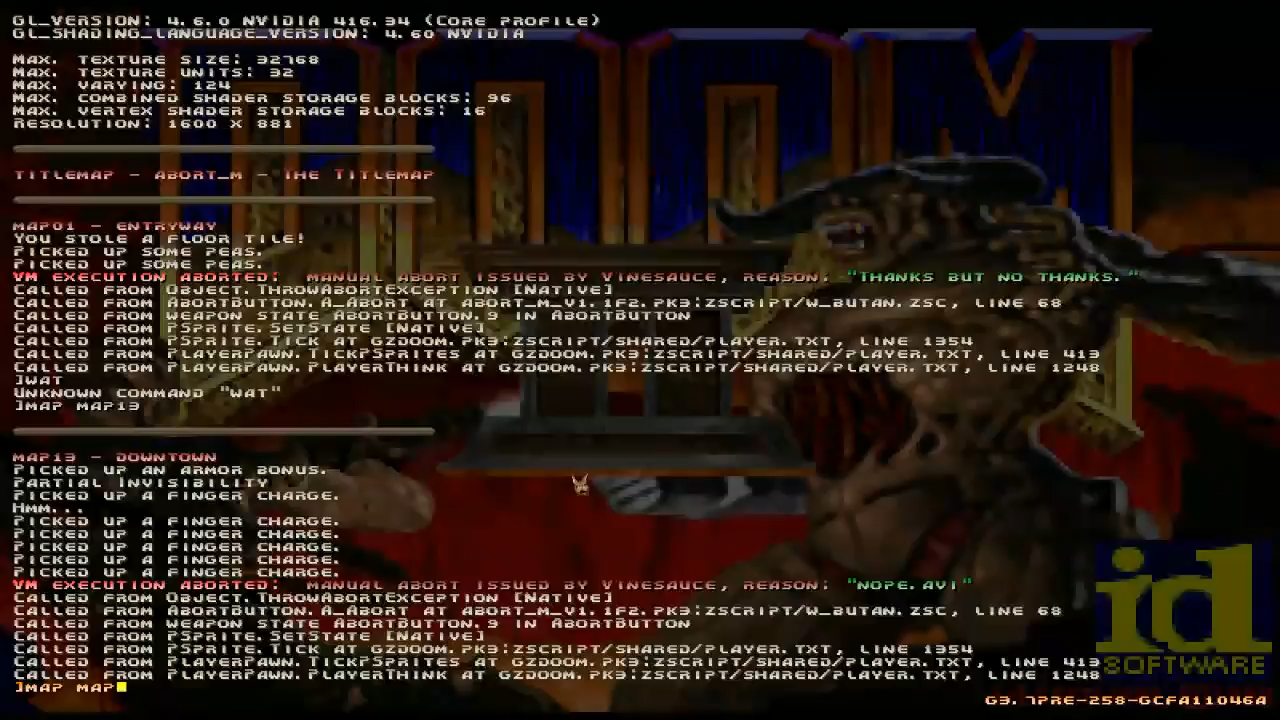 GL_VERSION: 4.6.0 NVIDIA 416.34 (CORE PROFILE)
GL_SHADING_LANGUAGE_VERSION: 4.60 NVIDIA
MAX. TEXTURE SIZE: 32768
MAX. TEXTURE UNITS: 32
MAX. VARYING: 124
MAX. COMBINED SHADER STORAGE BLOCKS: 96
MAX. VERTEX SHADER STORAGE BLOCKS: 16
RESOLUTION: 1600 X 881
TITLEMAP - ABORT_M - THE TITLEMAP
MAP01 - ENTRYWAY
YOU STOLE A FLOOR TILE!
PICKED UP SOME PEAS.
PICKED UP SOME PEAS.
VM EXECUTION ABORTED: MANUAL ABORT ISSUED BY VINESAUCE, REASON: "THANKS BUT NO THANKS."
CALLED FROM OBJECT.THROWABORTEXCEPTION [NATIVE]
CALLED FROM ABORTBUTTON.A_ABORT AT ABORT_M_V1.1F2.PK3:ZSCRIPT/W_BUTAN.ZSC, LINE 68
CALLED FROM WEAPON STATE ABORTBUTTON.9 IN ABORTBUTTON
CALLED FROM PSPRITE.SETSTATE [NATIVE]
CALLED FROM PSPRITE.TICK AT GZDOOM.PK3:ZSCRIPT/SHARED/PLAYER.TXT, LINE 1354
CALLED FROM PLAYERPAWN.TICKPSPRITES AT GZDOOM.PK3:ZSCRIPT/SHARED/PLAYER.TXT, LINE 413
CALLED FROM PLAYERPAWN.PLAYERTHINK AT GZDOOM.PK3:ZSCRIPT/SHARED/PLAYER.TXT, LINE 1248
]WAT
UNKNOWN COMMAND "WAT"
]MAP MAP13
MAP13 - DOWNTOWN
PICKED UP AN ARMOR BONUS.
PARTIAL INVISIBILITY
PICKED UP A FINGER CHARGE.
HMM...
PICKED UP A FINGER CHARGE.
PICKED UP A FINGER CHARGE.
PICKED UP A FINGER CHARGE.
PICKED UP A FINGER CHARGE.
PICKED UP A FINGER CHARGE.
VM EXECUTION ABORTED: MANUAL ABORT ISSUED BY VINESAUCE, REASON: "NOPE.AVI"
CALLED FROM OBJECT.THROWABORTEXCEPTION [NATIVE]
CALLED FROM ABORTBUTTON.A_ABORT AT ABORT_M_V1.1F2.PK3:ZSCRIPT/W_BUTAN.ZSC, LINE 68
CALLED FROM WEAPON STATE ABORTBUTTON.9 IN ABORTBUTTON
CALLED FROM PSPRITE.SETSTATE [NATIVE]
CALLED FROM PSPRITE.TICK AT GZDOOM.PK3:ZSCRIPT/SHARED/PLAYER.TXT, LINE 1354
CALLED FROM PLAYERPAWN.TICKPSPRITES AT GZDOOM.PK3:ZSCRIPT/SHARED/PLAYER.TXT, LINE 413
CALLED FROM PLAYERPAWN.PLAYERTHINK AT GZDOOM.PK3:ZSCRIPT/SHARED/PLAYER.TXT, LINE 1248
]MAP MAP
DOOM
II
id
SOFTWARE
G3.7PRE-258-GCFA11046A